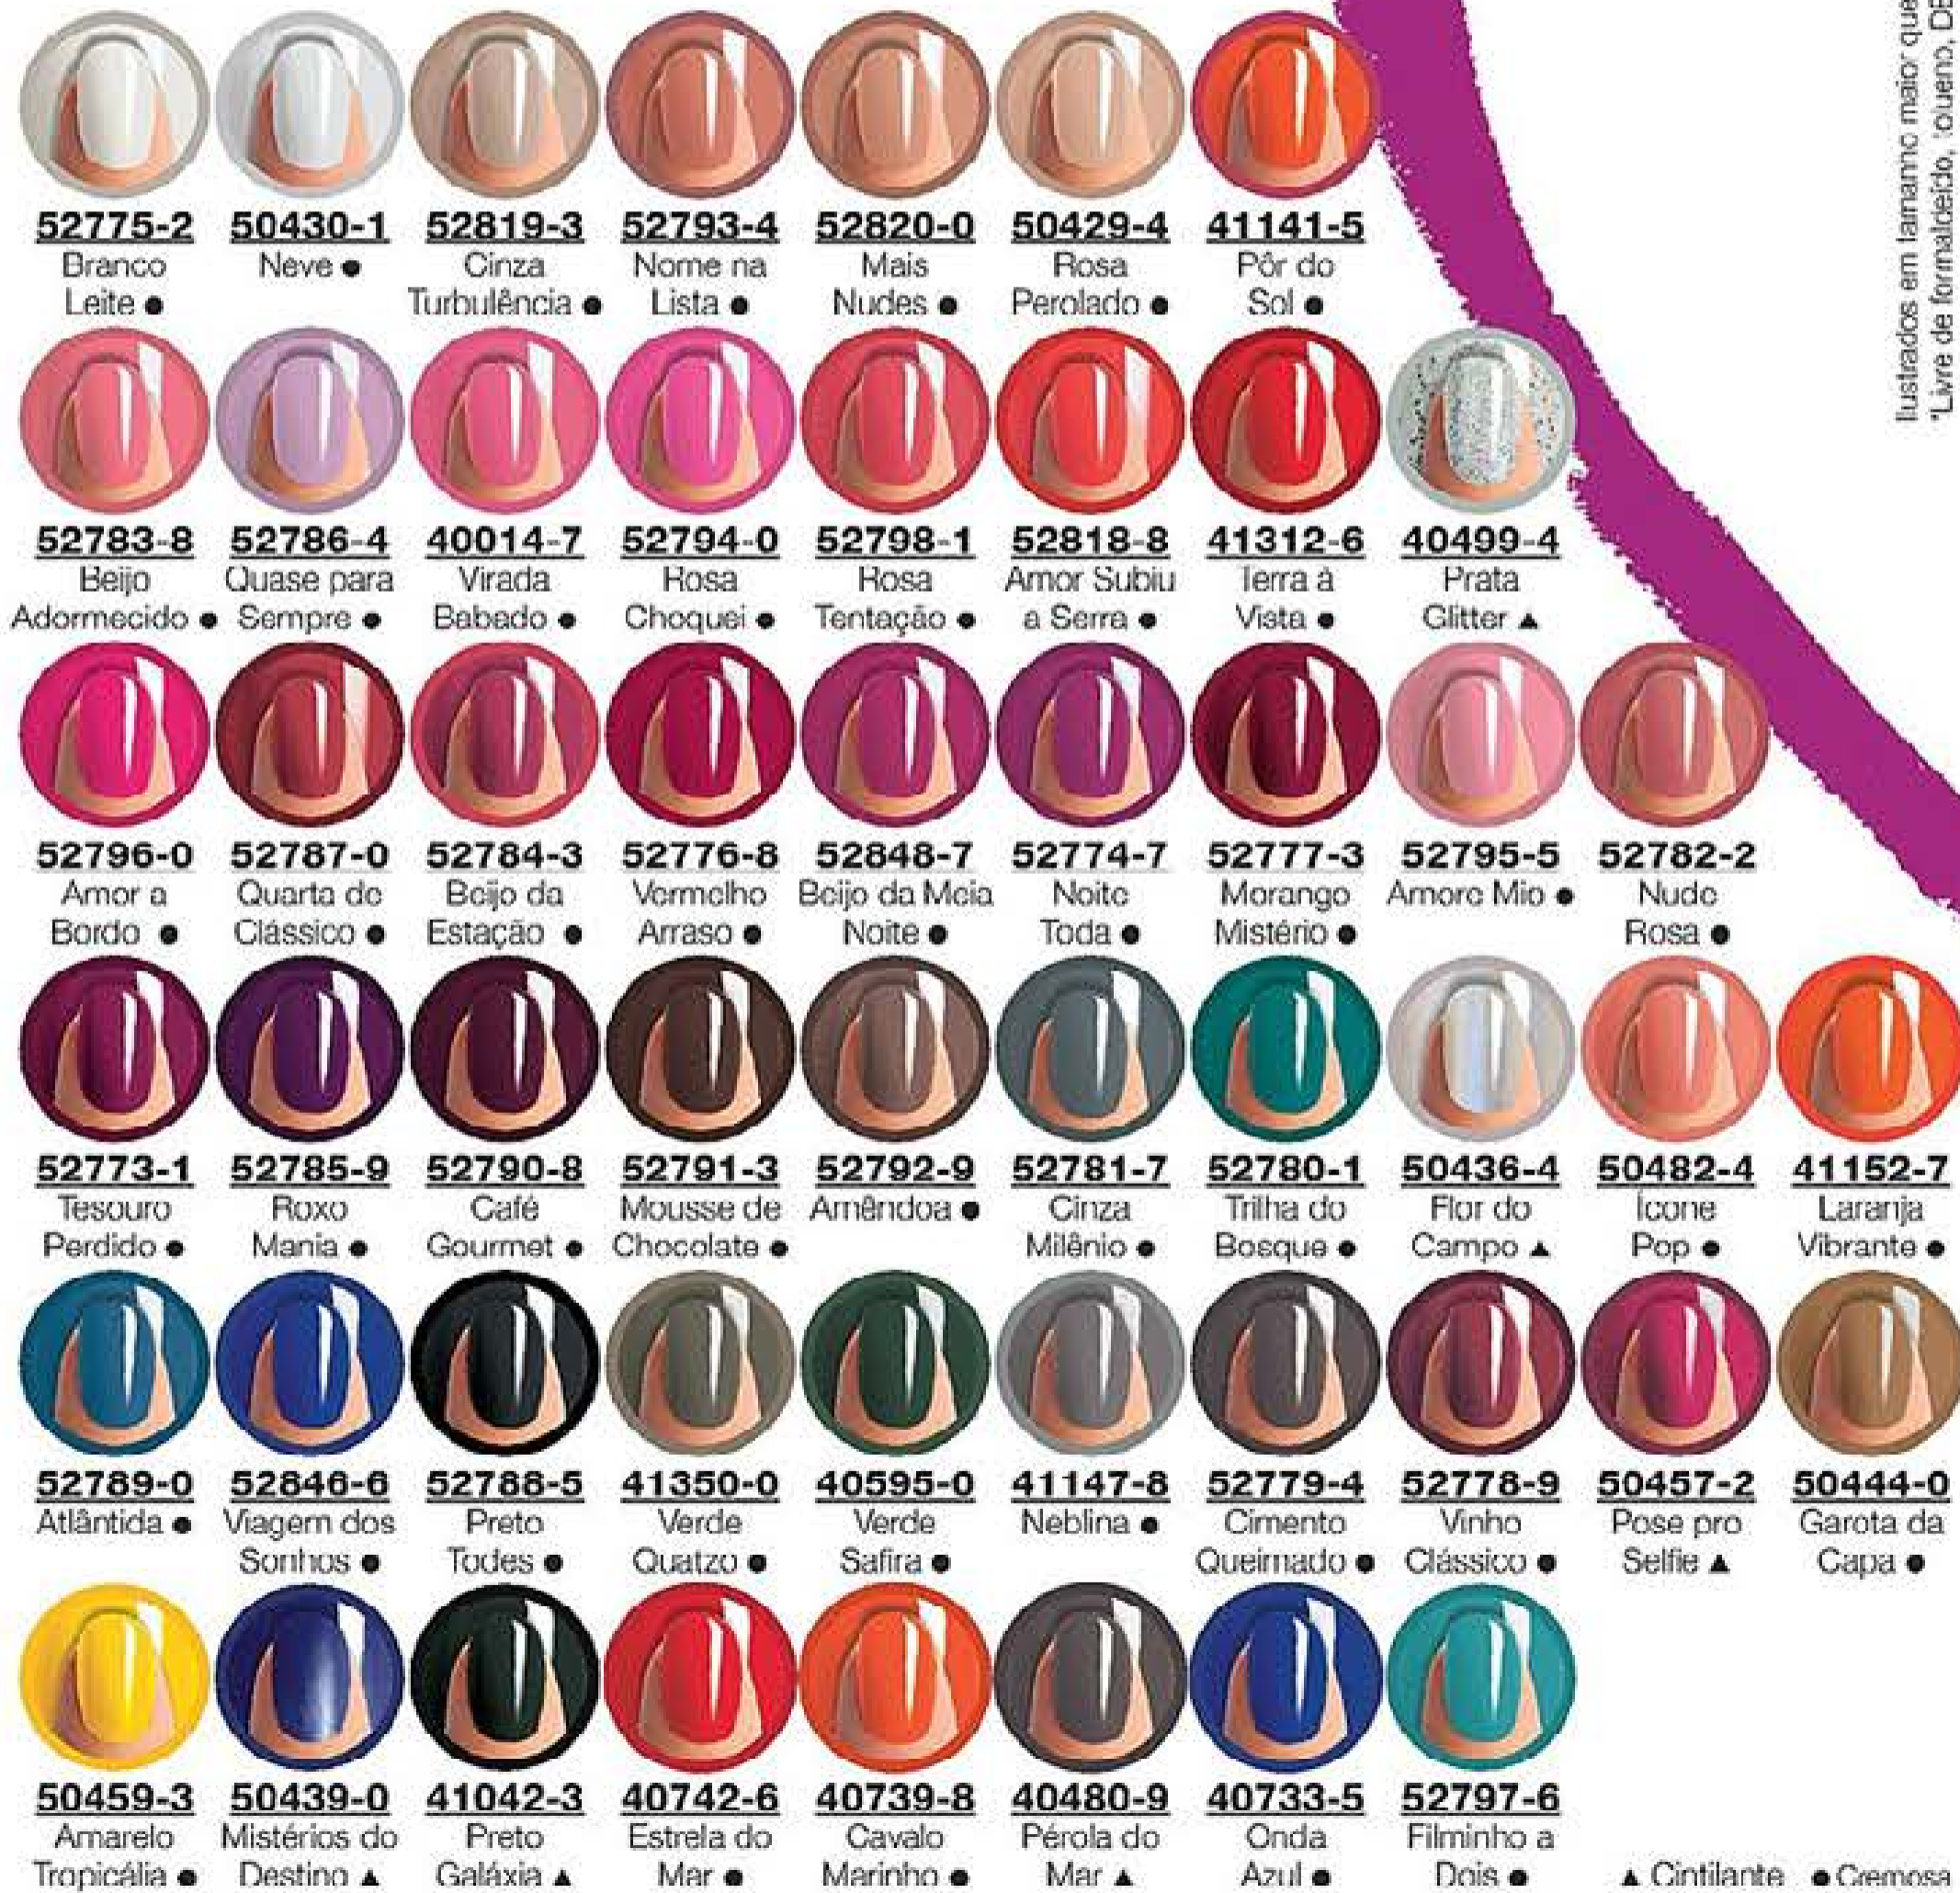 52775-2 50430-1 52819-3 52793-4 52820-0 50429-4 41141-5
Branco Neve ● Cinza Nome na Mais Rosa Pôr do
Leite ● Turbulência ● Lista ● Nudes ● Perolado ● Sol ●
52783-8 52786-4 40014-7 52794-0 52798-1 52818-8 41312-6 40499-4
Beijo Quase para Virada Rosa Rosa Amor Subiu Terra à Prata
Adormecido ● Sempre ● Babado ● Choquei ● Tentação ● a Serra ● Vista ● Glitter ▲
52796-0 52787-0 52784-3 52776-8 52848-7 52774-7 52777-3 52795-5 52782-2
Amor a Quarta de Beijo da Vermelho Beijo da Meia Noite Morango Amore Mio ● Nude
Bordo ● Clássico ● Estação ● Arraso ● Noite ● Toda ● Mistério ● Rosa ●
52773-1 52785-9 52790-8 52791-3 52792-9 52781-7 52780-1 50436-4 50482-4 41152-7
Tesouro Roxo Café Mousse de Amêndoa ● Cinza Trilha do Flor do Ícone Laranja
Perdido ● Mania ● Gourmet ● Chocolate ● Milênio ● Bosque ● Campo ▲ Pop ● Vibrante ●
52789-0 52846-6 52788-5 41350-0 40595-0 41147-8 52779-4 52778-9 50457-2 50444-0
Atlântida ● Viagem dos Preto Verde Verde Neblina ● Cimento Vinho Pose pro Garota da
Sonhos ● Todes ● Quatzo ● Safira ● Queimado ● Clássico ● Selfie ▲ Capa ●
50459-3 50439-0 41042-3 40742-6 40739-8 40480-9 40733-5 52797-6
Amarelo Mistérios do Preto Estrela do Cavalo Pérola do Onda Filminho a
Tropicália ● Destino ▲ Galáxia ▲ Mar ● Marinho ● Mar ▲ Azul ● Dois ●
▲ Cintilante ● Cremosa
Ilustrados em tamanho maior que
*Livre de formaldeído, tolueno,